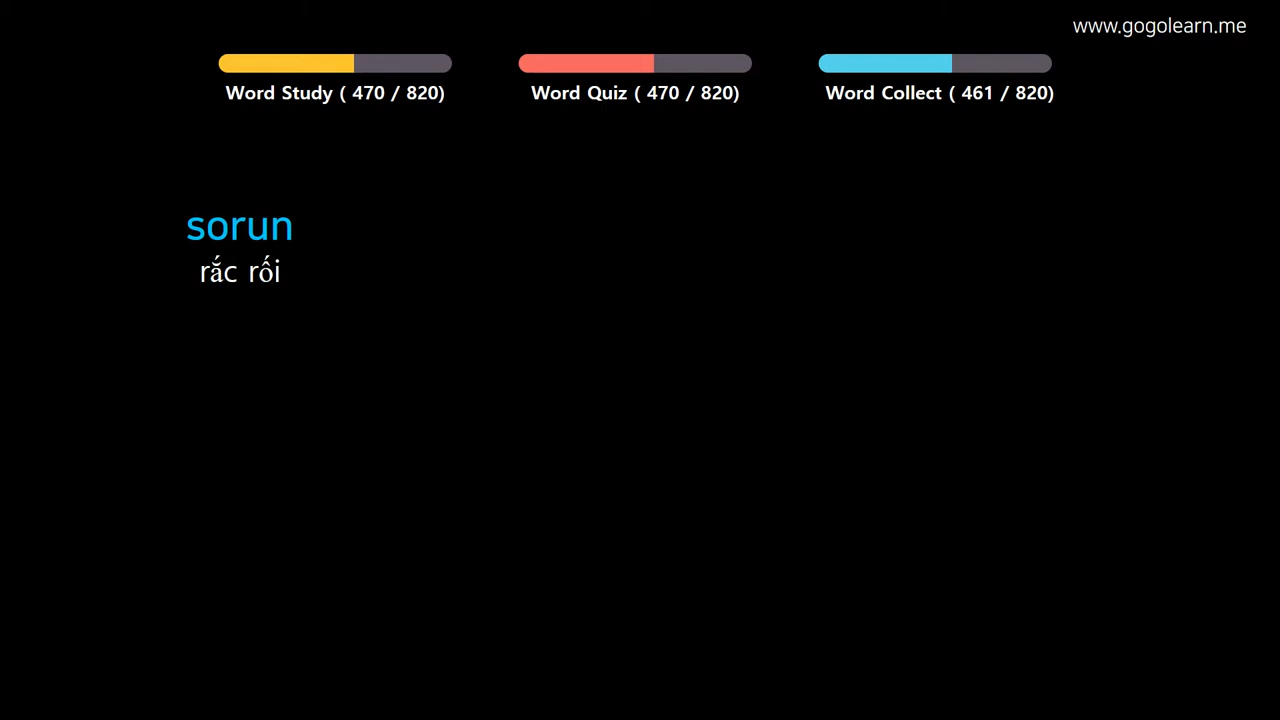 www.gogolearn.me
Word Study ( 470 / 820)
Word Quiz ( 470 / 820)
Word Collect ( 461 / 820)
sorun
rắc rối